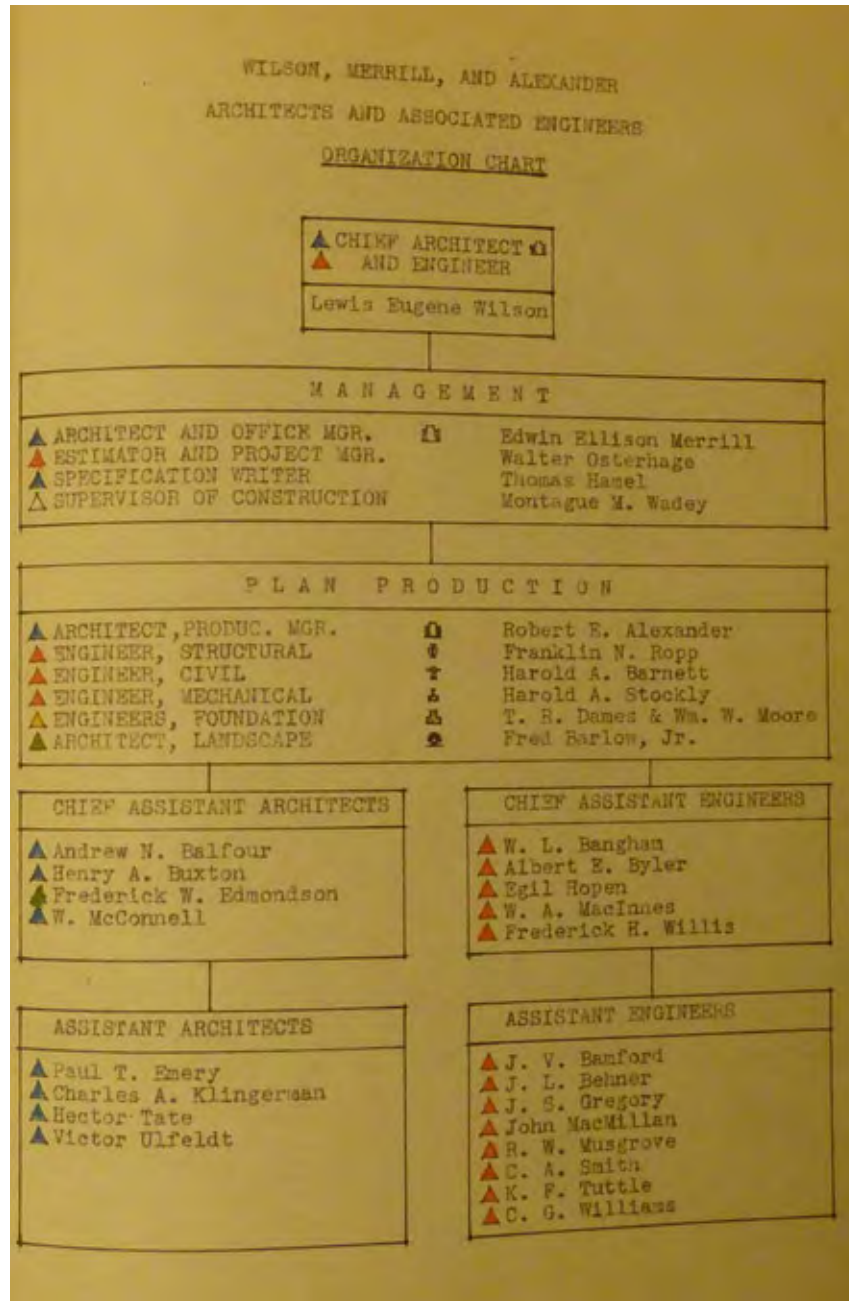 WILSON, MERRILL, AND ALEXANDER
ARCHITECTS AND ASSOCIATED ENGINEERS
ORGANIZATION CHART
CHIEF ARCHITECT
AND ENGINEER
Lewis Eugene Wilson
MANAGEMENT
ARCHITECT AND OFFICE MGR. Edwin Ellison Merrill
ESTIMATOR AND PROJECT MGR. Walter Osterhage
SPECIFICATION WRITER Thomas Hamel
SUPERVISOR OF CONSTRUCTION Montague M. Wadey
PLAN PRODUCTION
ARCHITECT,PRODUC. MGR. Robert E. Alexander
ENGINEER, STRUCTURAL Franklin N. Ropp
ENGINEER, CIVIL Harold A. Barnett
ENGINEER, MECHANICAL Harold A. Stockly
ENGINEERS, FOUNDATION T. R. Dames & Wm. W. Moore
ARCHITECT, LANDSCAPE Fred Barlow, Jr.
CHIEF ASSISTANT ARCHITECTS
Andrew N. Balfour
Henry A. Buxton
Frederick W. Edmondson
W. McConnell
CHIEF ASSISTANT ENGINEERS
W. L. Bangham
Albert E. Byler
Egil Hopen
W. A. MacInnes
Frederick H. Willis
ASSISTANT ARCHITECTS
Paul T. Emery
Charles A. Klingerman
Hector Tate
Victor Ulfeldt
ASSISTANT ENGINEERS
J. V. Bamford
J. L. Behner
J. S. Gregory
John MacMillan
R. W. Musgrove
C. A. Smith
K. F. Tuttle
C. G. Williams